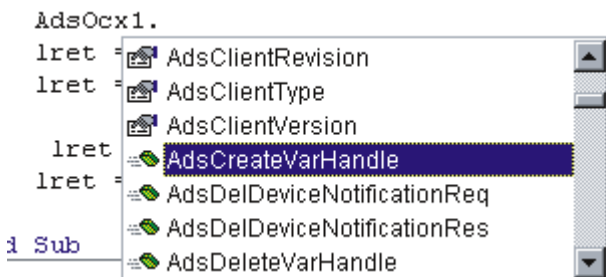 AdsOcx1.
lret =
AdsClientRevision
lret =
AdsClientType
AdsClientVersion
lret
AdsCreateVarHandle
lret =
AdsDelDeviceNotificationReq
AdsDelDeviceNotificationRes
d Sub
AdsDeleteVarHandle